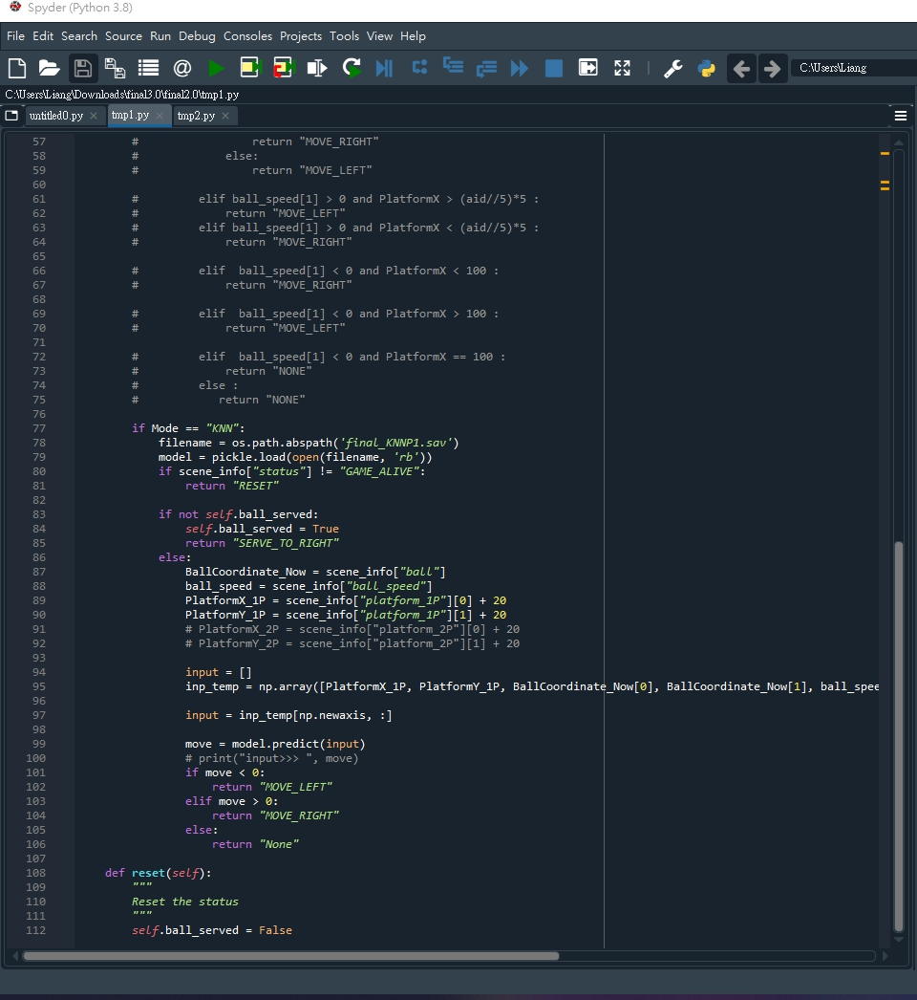 Spyder (Python 3.8)
File Edit Search Source Run Debug Consoles Projects Tools View Help
C:\Users\Liang
C:\Users\Liang\Downloads\final3.0\final2.0\tmp1.py
untitled0.py tmp1.py tmp2.py
57 # return "MOVE_RIGHT"
58 # else:
59 # return "MOVE_LEFT"
60
61 # elif ball_speed[1] > 0 and PlatformX > (aid//5)*5 :
62 # return "MOVE_LEFT"
63 # elif ball_speed[1] > 0 and PlatformX < (aid//5)*5 :
64 # return "MOVE_RIGHT"
65
66 # elif  ball_speed[1] < 0 and PlatformX < 100 :
67 # return "MOVE_RIGHT"
68
69 # elif  ball_speed[1] < 0 and PlatformX > 100 :
70 # return "MOVE_LEFT"
71
72 # elif  ball_speed[1] < 0 and PlatformX == 100 :
73 # return "NONE"
74 # else :
75 # return "NONE"
76
77 if Mode == "KNN":
78 filename = os.path.abspath('final_KNNP1.sav')
79 model = pickle.load(open(filename, 'rb'))
80 if scene_info["status"] != "GAME_ALIVE":
81 return "RESET"
82
83 if not self.ball_served:
84 self.ball_served = True
85 return "SERVE_TO_RIGHT"
86 else:
87 BallCoordinate_Now = scene_info["ball"]
88 ball_speed = scene_info["ball_speed"]
89 PlatformX_1P = scene_info["platform_1P"][0] + 20
90 PlatformY_1P = scene_info["platform_1P"][1] + 20
91 # PlatformX_2P = scene_info["platform_2P"][0] + 20
92 # PlatformY_2P = scene_info["platform_2P"][1] + 20
93
94 input = []
95 inp_temp = np.array([PlatformX_1P, PlatformY_1P, BallCoordinate_Now[0], BallCoordinate_Now[1], ball_spee
96
97 input = inp_temp[np.newaxis, :]
98
99 move = model.predict(input)
100 # print("input>>> ", move)
101 if move < 0:
102 return "MOVE_LEFT"
103 elif move > 0:
104 return "MOVE_RIGHT"
105 else:
106 return "None"
107
108 def reset(self):
109 """
110 Reset the status
111 """
112 self.ball_served = False